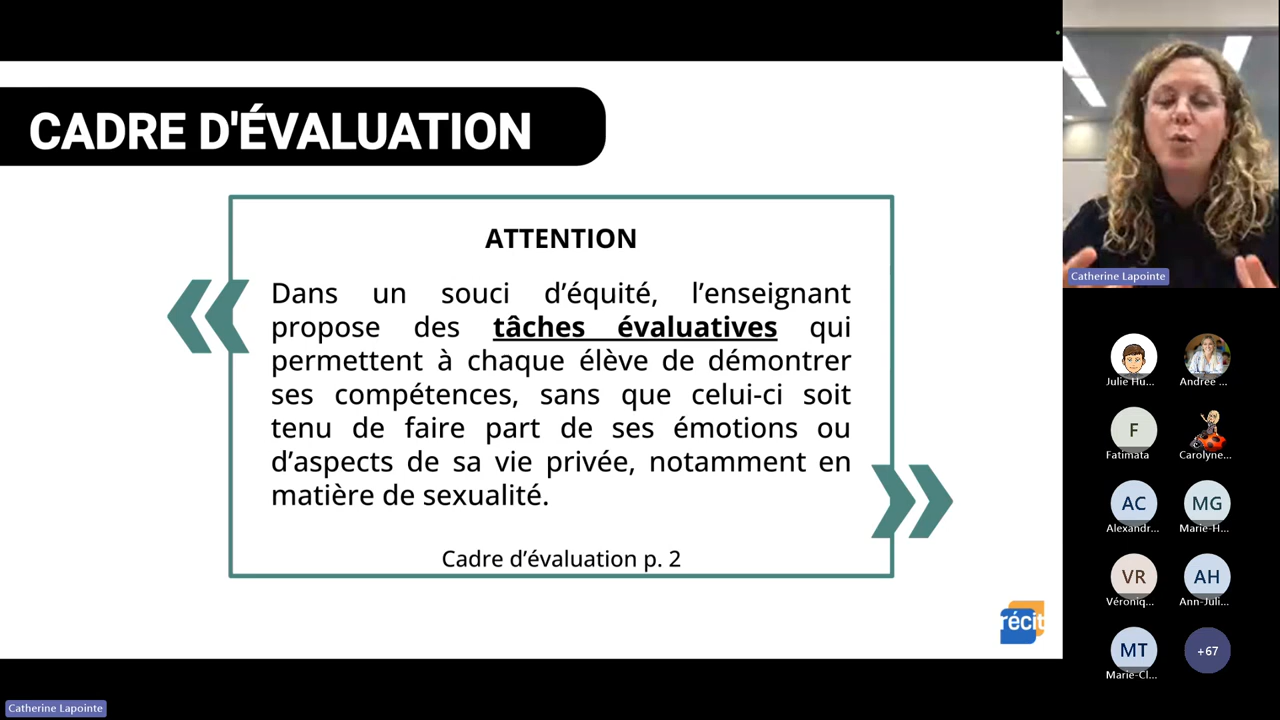 CADRE D'ÉVALUATION
ATTENTION
Dans un souci d’équité, l’enseignant
propose des tâches évaluatives qui
permettent à chaque élève de démontrer
ses compétences, sans que celui-ci soit
tenu de faire part de ses émotions ou
d’aspects de sa vie privée, notamment en
matière de sexualité.
Cadre d’évaluation p. 2
récit
Catherine Lapointe
Julie Hu...
Andrée ...
F
Fatimata
Carolyne...
AC
MG
Alexandr...
Marie-H...
VR
AH
Véroniq...
Ann-Juli...
MT
+67
Marie-Cl...
Catherine Lapointe